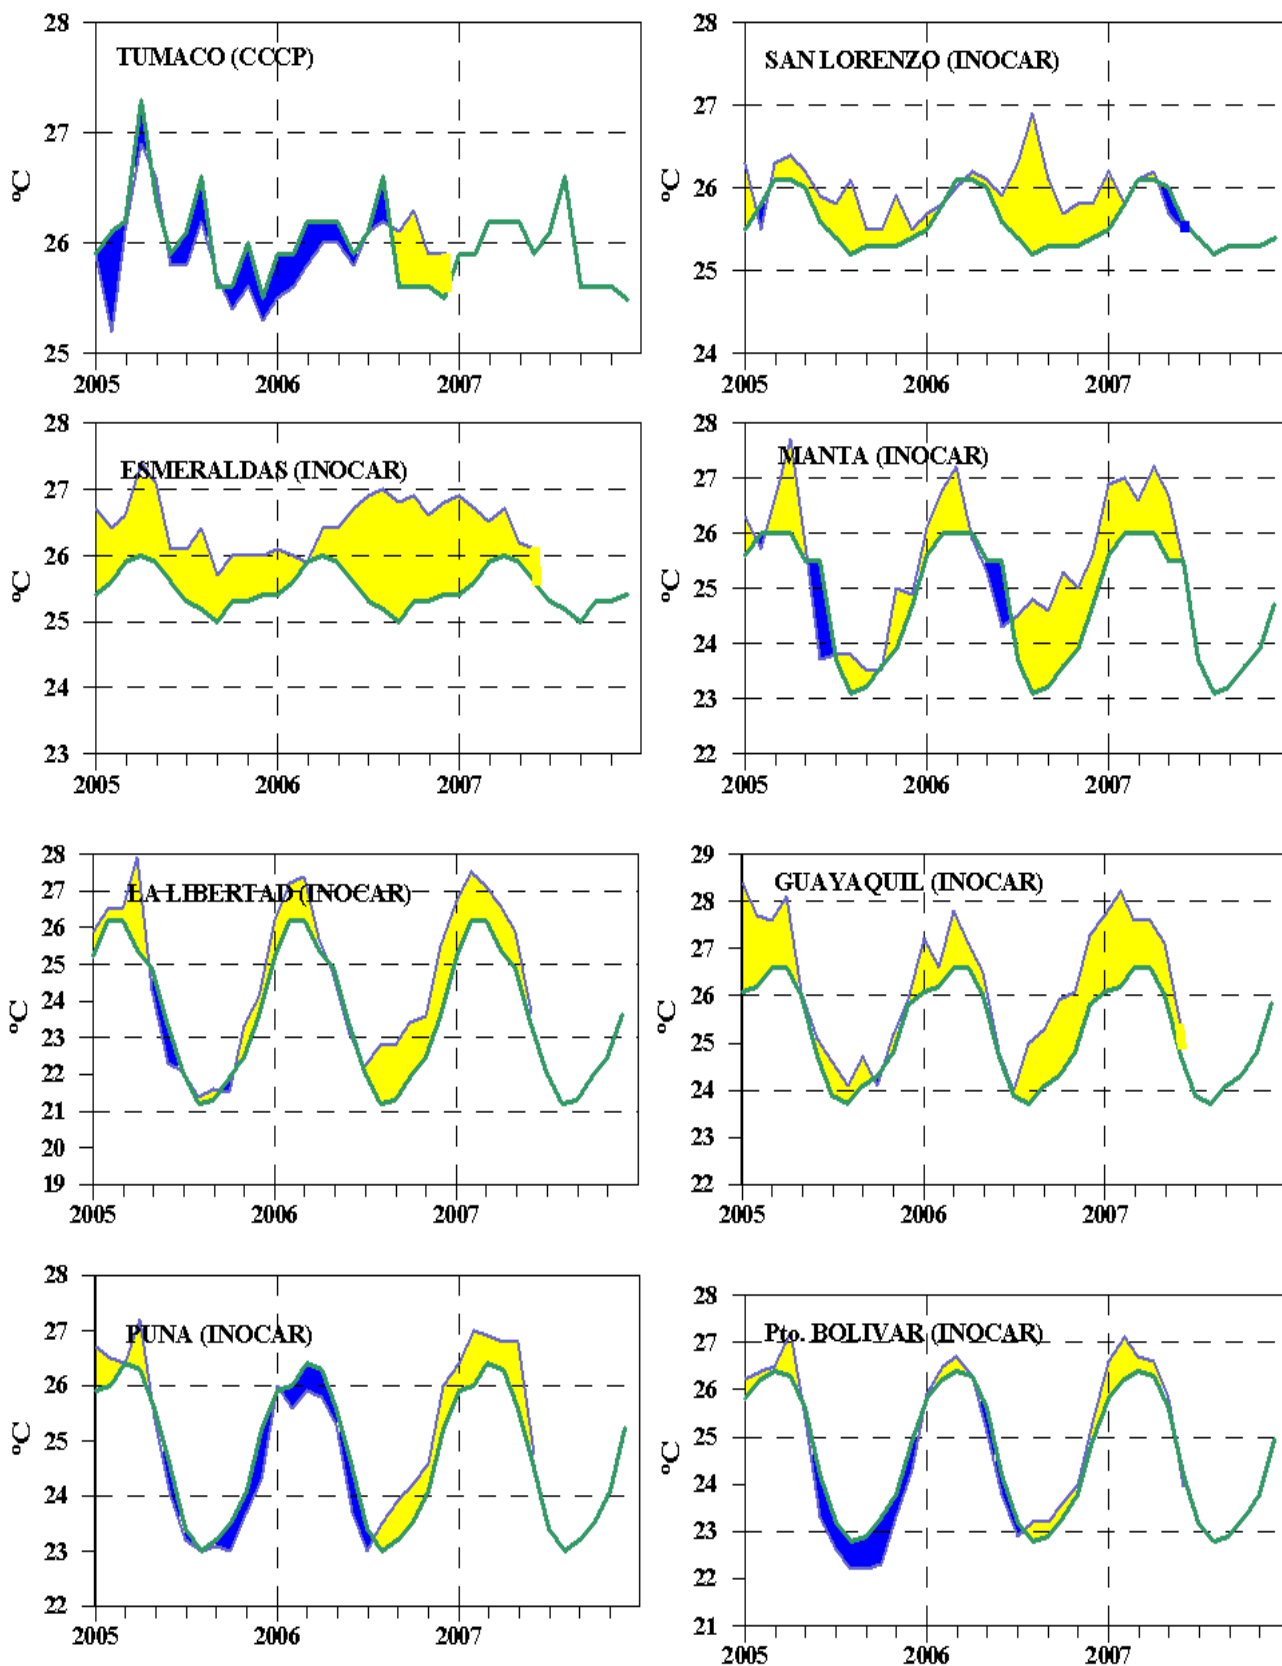 28
TUMACO (CCCP)
27
°C
26
25
2005 2006 2007
28
SAN LORENZO (INOCAR)
27
26
°C
25
24
2005 2006 2007
28
ESMERALDAS (INOCAR)
27
26
°C
25
24
23
2005 2006 2007
28
MANTA (INOCAR)
27
26
25
°C
24
23
22
2005 2006 2007
28
LA LIBERTAD (INOCAR)
27
26
25
24
°C
23
22
21
20
19
2005 2006 2007
29
GUAYAQUIL (INOCAR)
28
27
26
°C
25
24
23
22
2005 2006 2007
28
PUNA (INOCAR)
27
26
25
°C
24
23
22
2005 2006 2007
28
Pto. BOLIVAR (INOCAR)
27
26
25
°C
24
23
22
21
2005 2006 2007